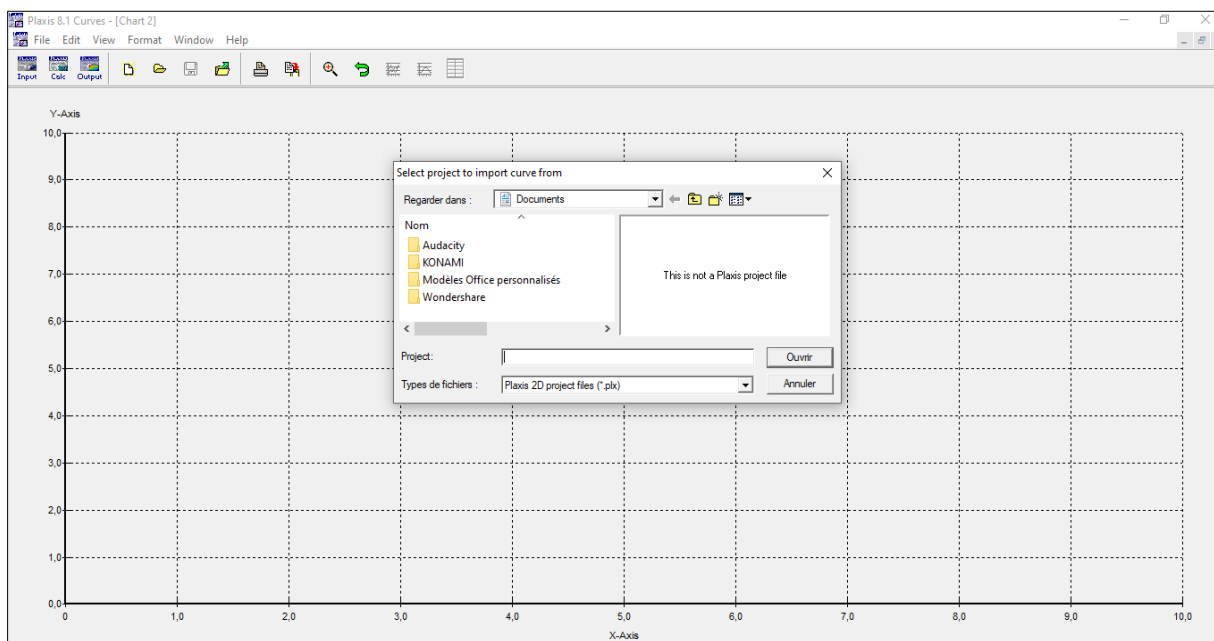 Plaxis 8.1 Curves - [Chart 2]
File Edit View Format Window Help
Input Calc Output
Y-Axis
10,0
9,0
8,0
7,0
6,0
5,0
4,0
3,0
2,0
1,0
0,0
Select project to import curve from
Regarder dans : Documents
Nom
Audacity
KONAMI
Modèles Office personnalisés
Wondershare
This is not a Plaxis project file
Project: Ouvrir
Types de fichiers : Plaxis 2D project files (*.plx) Annuler
0 1,0 2,0 3,0 4,0 5,0 6,0 7,0 8,0 9,0 10,0
X-Axis